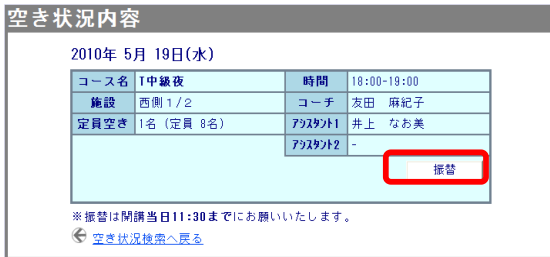 空き状況内容
2010年 5月 19日(水)
コース名 T中級夜 時間 18:00-19:00
施設 西側1/2 コーチ 友田 麻紀子
定員空き 1名 (定員 8名) ｱｼｽﾀﾝﾄ1 井上 なお美
ｱｼｽﾀﾝﾄ2 -
振替
※振替は開講当日11:30までにお願いいたします。
空き状況検索へ戻る